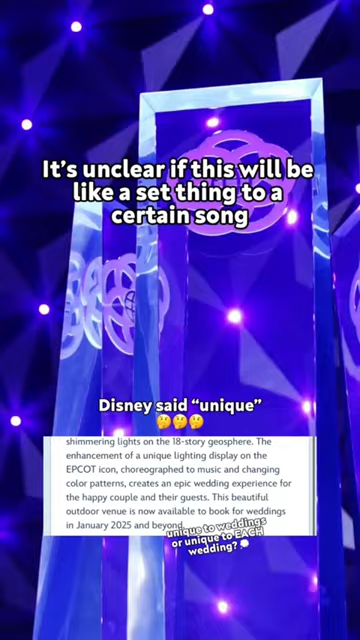 It's unclear if this will be
like a set thing to a
certain song
Disney said "unique"
🤔🤔🤔
shimmering lights on the 18-story geosphere. The
enhancement of a unique lighting display on the
EPCOT icon, choreographed to music and changing
color patterns, creates an epic wedding experience for
the happy couple and their guests. This beautiful
outdoor venue is now available to book for weddings
in January 2025 and beyond.
unique to weddings
or unique to EACH
wedding? 💭